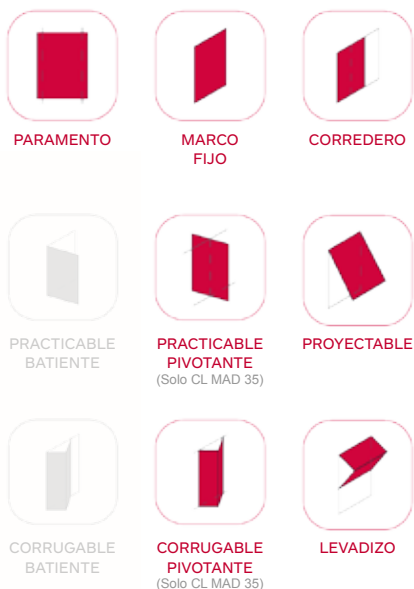 PARAMENTO
MARCO
FIJO
CORREDERO
PRACTICABLE
BATIENTE
PRACTICABLE
PIVOTANTE
(Solo CL MAD 35)
PROYECTABLE
CORRUGABLE
BATIENTE
CORRUGABLE
PIVOTANTE
(Solo CL MAD 35)
LEVADIZO